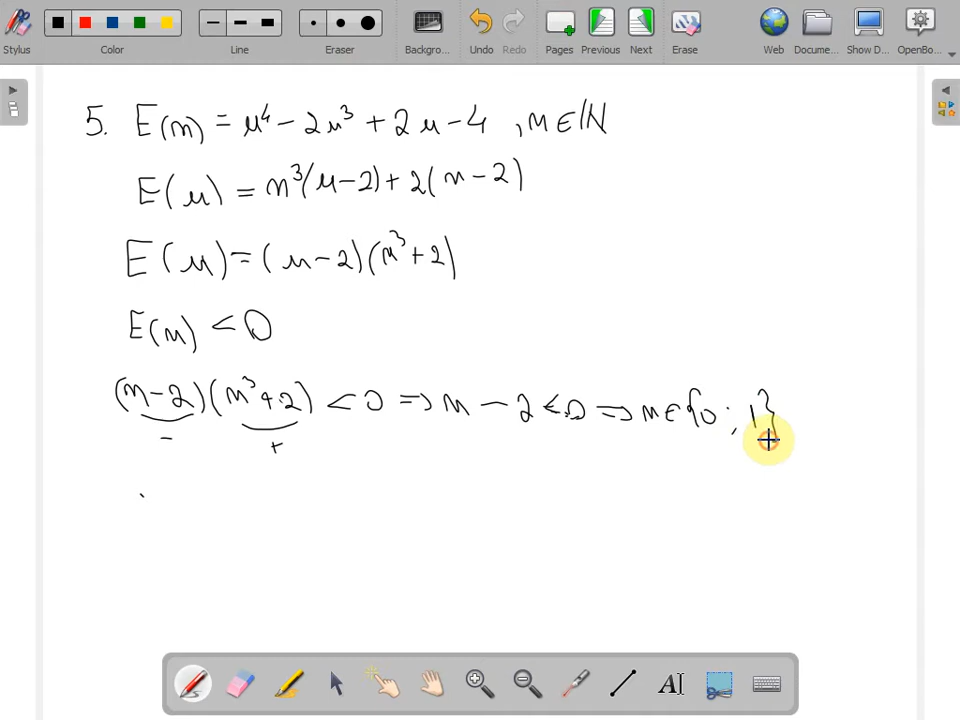 Stylus Color Line Eraser Backgro... Undo Redo Pages Previous Next Erase Web Docume... Show D... OpenBo...
5. E(n) = n⁴ - 2n³ + 2n - 4 , n ∈ ℕ
E(n) = n³(n-2) + 2(n-2)
E(n) = (n-2)(n³+2)
E(n) < 0
(n-2)(n³+2) < 0 ⇒ n - 2 < 0 ⇒ n ∈ {0 ; 1}
- +